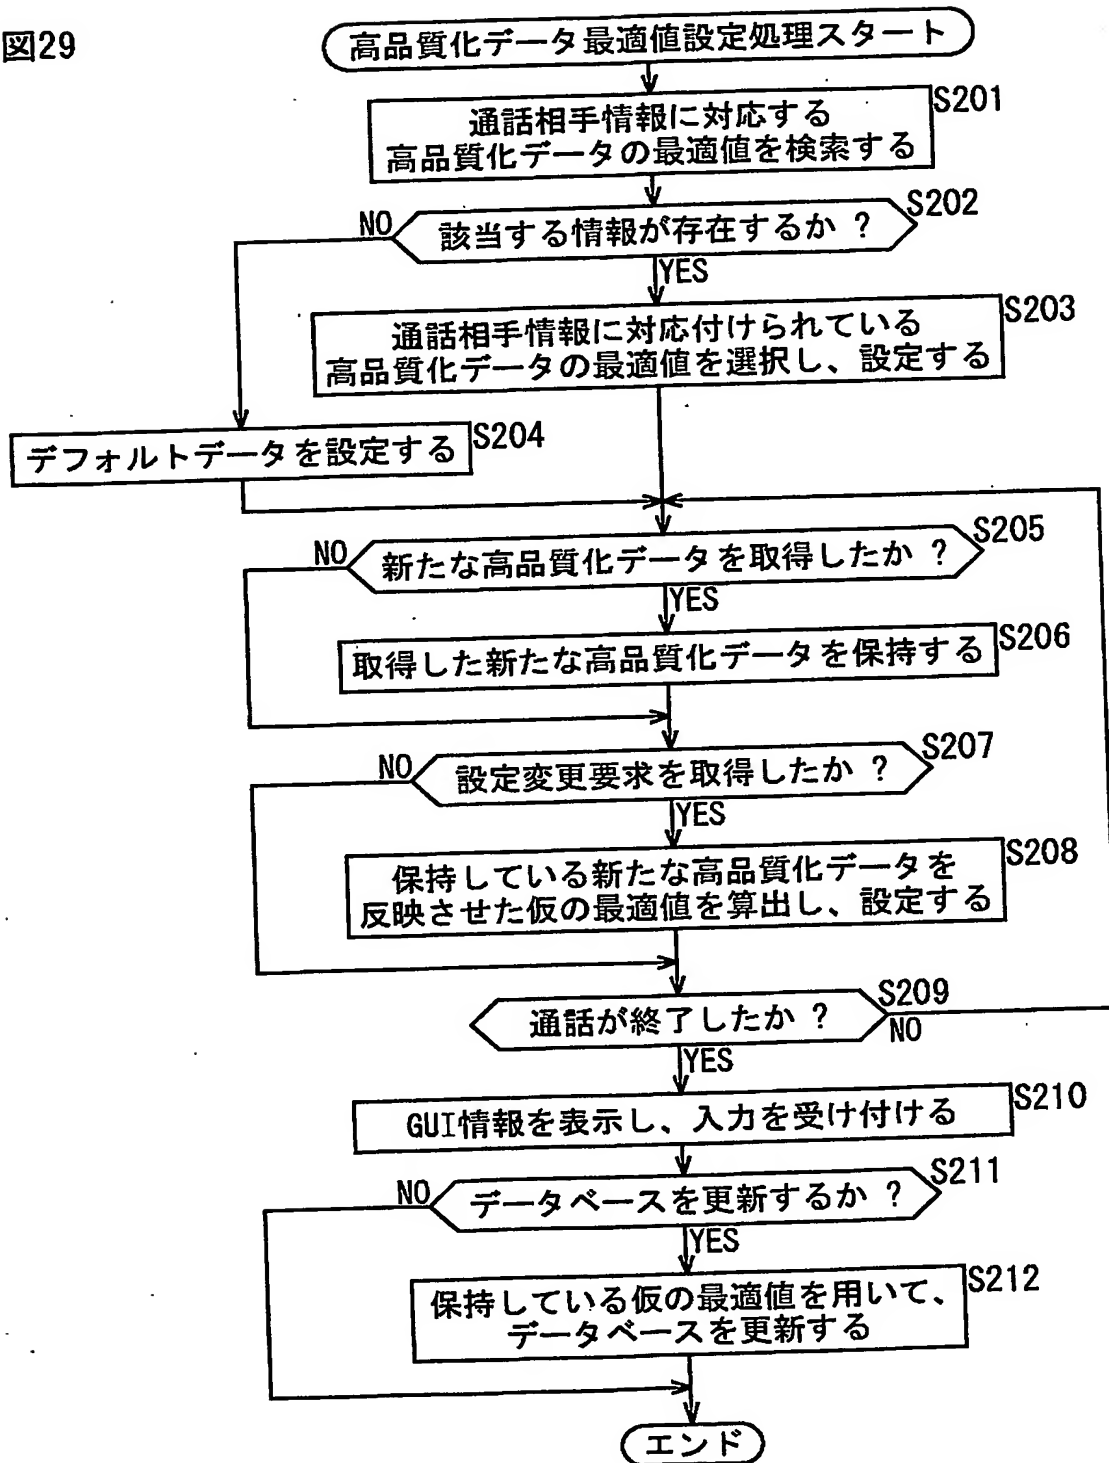 図29
高品質化データ最適値設定処理スタート
S201
通話相手情報に対応する
高品質化データの最適値を検索する
S202
NO
該当する情報が存在するか ?
YES
S203
通話相手情報に対応付けられている
高品質化データの最適値を選択し、設定する
デフォルトデータを設定する
S204
S205
NO
新たな高品質化データを取得したか ?
YES
S206
取得した新たな高品質化データを保持する
S207
NO
設定変更要求を取得したか ?
YES
S208
保持している新たな高品質化データを
反映させた仮の最適値を算出し、設定する
S209
通話が終了したか ?
NO
YES
S210
GUI情報を表示し、入力を受け付ける
S211
NO
データベースを更新するか ?
YES
S212
保持している仮の最適値を用いて、
データベースを更新する
エンド